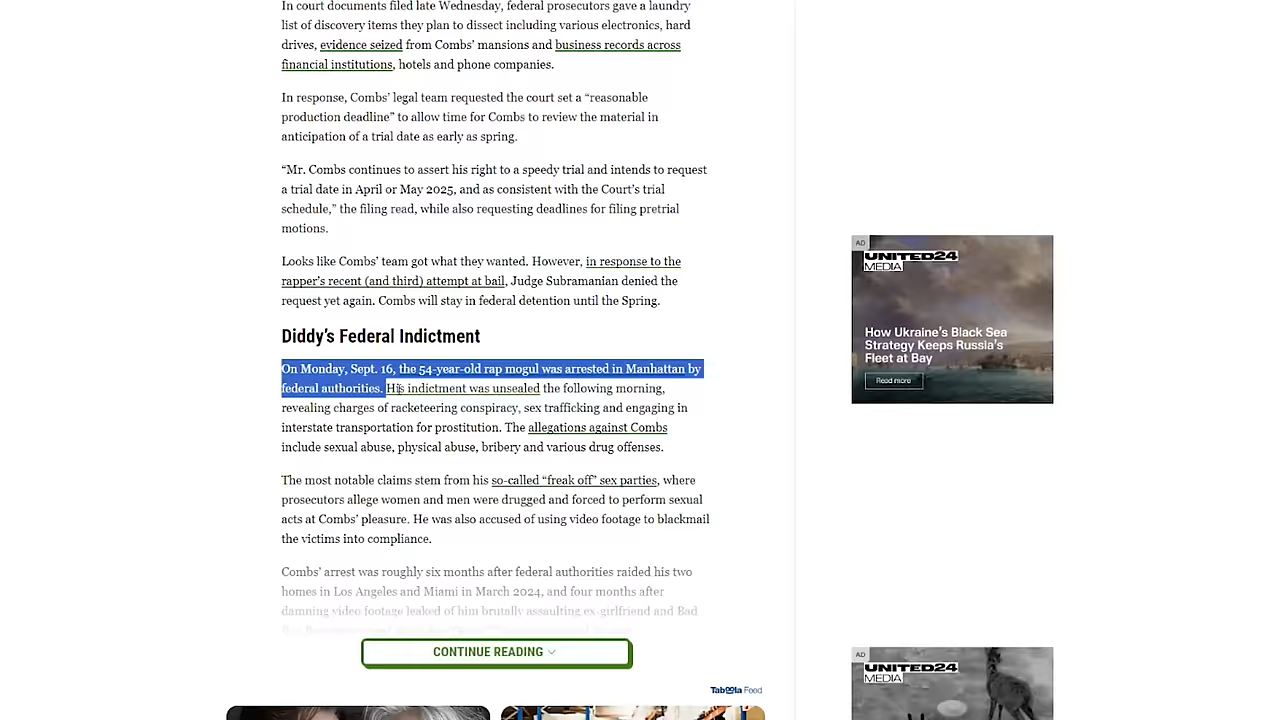 In court documents filed late Wednesday, federal prosecutors gave a laundry
list of discovery items they plan to dissect including various electronics, hard
drives, evidence seized from Combs’ mansions and business records across
financial institutions, hotels and phone companies.
In response, Combs’ legal team requested the court set a “reasonable
production deadline” to allow time for Combs to review the material in
anticipation of a trial date as early as spring.
“Mr. Combs continues to assert his right to a speedy trial and intends to request
a trial date in April or May 2025, and as consistent with the Court’s trial
schedule,” the filing read, while also requesting deadlines for filing pretrial
motions.
Looks like Combs’ team got what they wanted. However, in response to the
rapper’s recent (and third) attempt at bail, Judge Subramanian denied the
request yet again. Combs will stay in federal detention until the Spring.
Diddy’s Federal Indictment
On Monday, Sept. 16, the 54-year-old rap mogul was arrested in Manhattan by
federal authorities. His indictment was unsealed the following morning,
revealing charges of racketeering conspiracy, sex trafficking and engaging in
interstate transportation for prostitution. The allegations against Combs
include sexual abuse, physical abuse, bribery and various drug offenses.
The most notable claims stem from his so-called “freak off” sex parties, where
prosecutors allege women and men were drugged and forced to perform sexual
acts at Combs’ pleasure. He was also accused of using video footage to blackmail
the victims into compliance.
Combs’ arrest was roughly six months after federal authorities raided his two
homes in Los Angeles and Miami in March 2024, and four months after
damning video footage leaked of him brutally assaulting ex-girlfriend and Bad
CONTINUE READING
Taboola Feed
AD
UNITED24
MEDIA
How Ukraine’s Black Sea
Strategy Keeps Russia’s
Fleet at Bay
Read more
AD
UNITED24
MEDIA